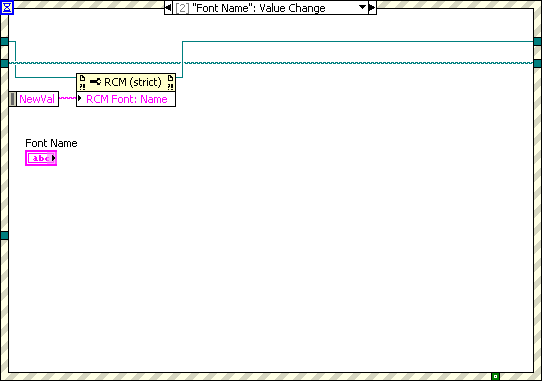 [2] "Font Name": Value Change
RCM (strict)
NewVal
RCM Font: Name
Font Name
abc